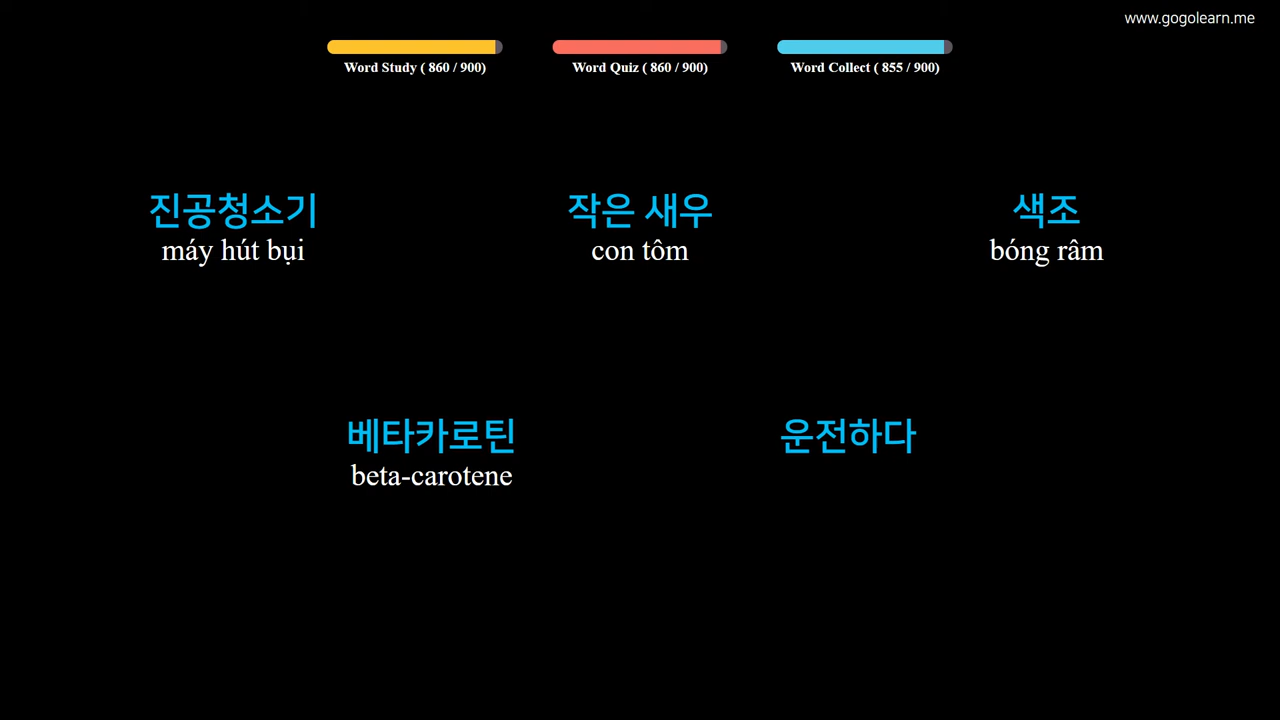 www.gogolearn.me
Word Study ( 860 / 900)
Word Quiz ( 860 / 900)
Word Collect ( 855 / 900)
진공청소기
máy hút bụi
작은 새우
con tôm
색조
bóng râm
베타카로틴
beta-carotene
운전하다